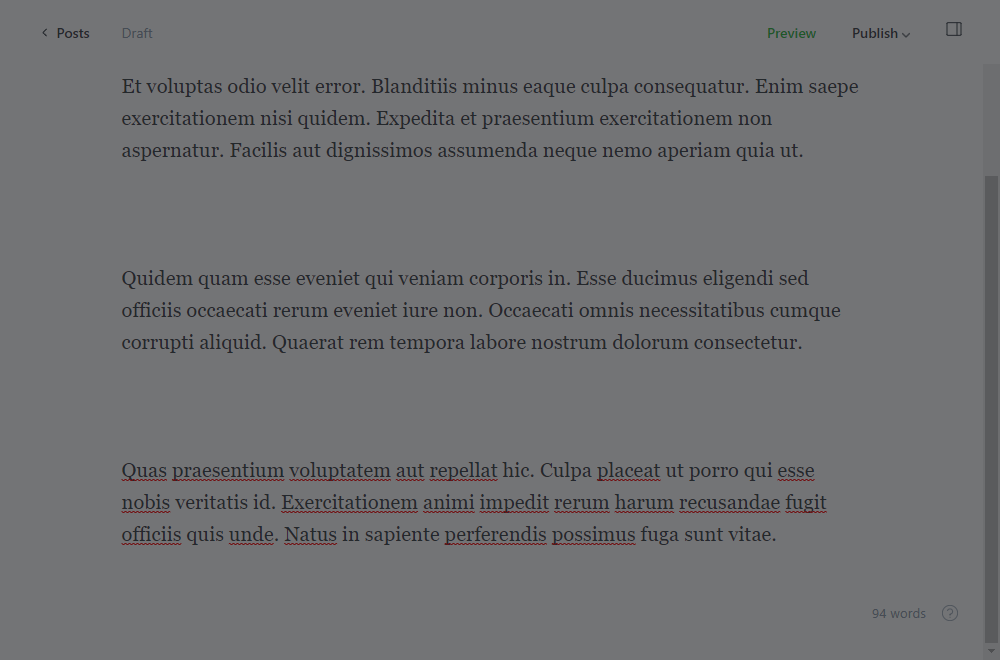 Posts Draft Preview Publish
Et voluptas odio velit error. Blanditiis minus eaque culpa consequatur. Enim saepe
exercitationem nisi quidem. Expedita et praesentium exercitationem non
aspernatur. Facilis aut dignissimos assumenda neque nemo aperiam quia ut.
Quidem quam esse eveniet qui veniam corporis in. Esse ducimus eligendi sed
officiis occaecati rerum eveniet iure non. Occaecati omnis necessitatibus cumque
corrupti aliquid. Quaerat rem tempora labore nostrum dolorum consectetur.
Quas praesentium voluptatem aut repellat hic. Culpa placeat ut porro qui esse
nobis veritatis id. Exercitationem animi impedit rerum harum recusandae fugit
officiis quis unde. Natus in sapiente perferendis possimus fuga sunt vitae.
94 words ?